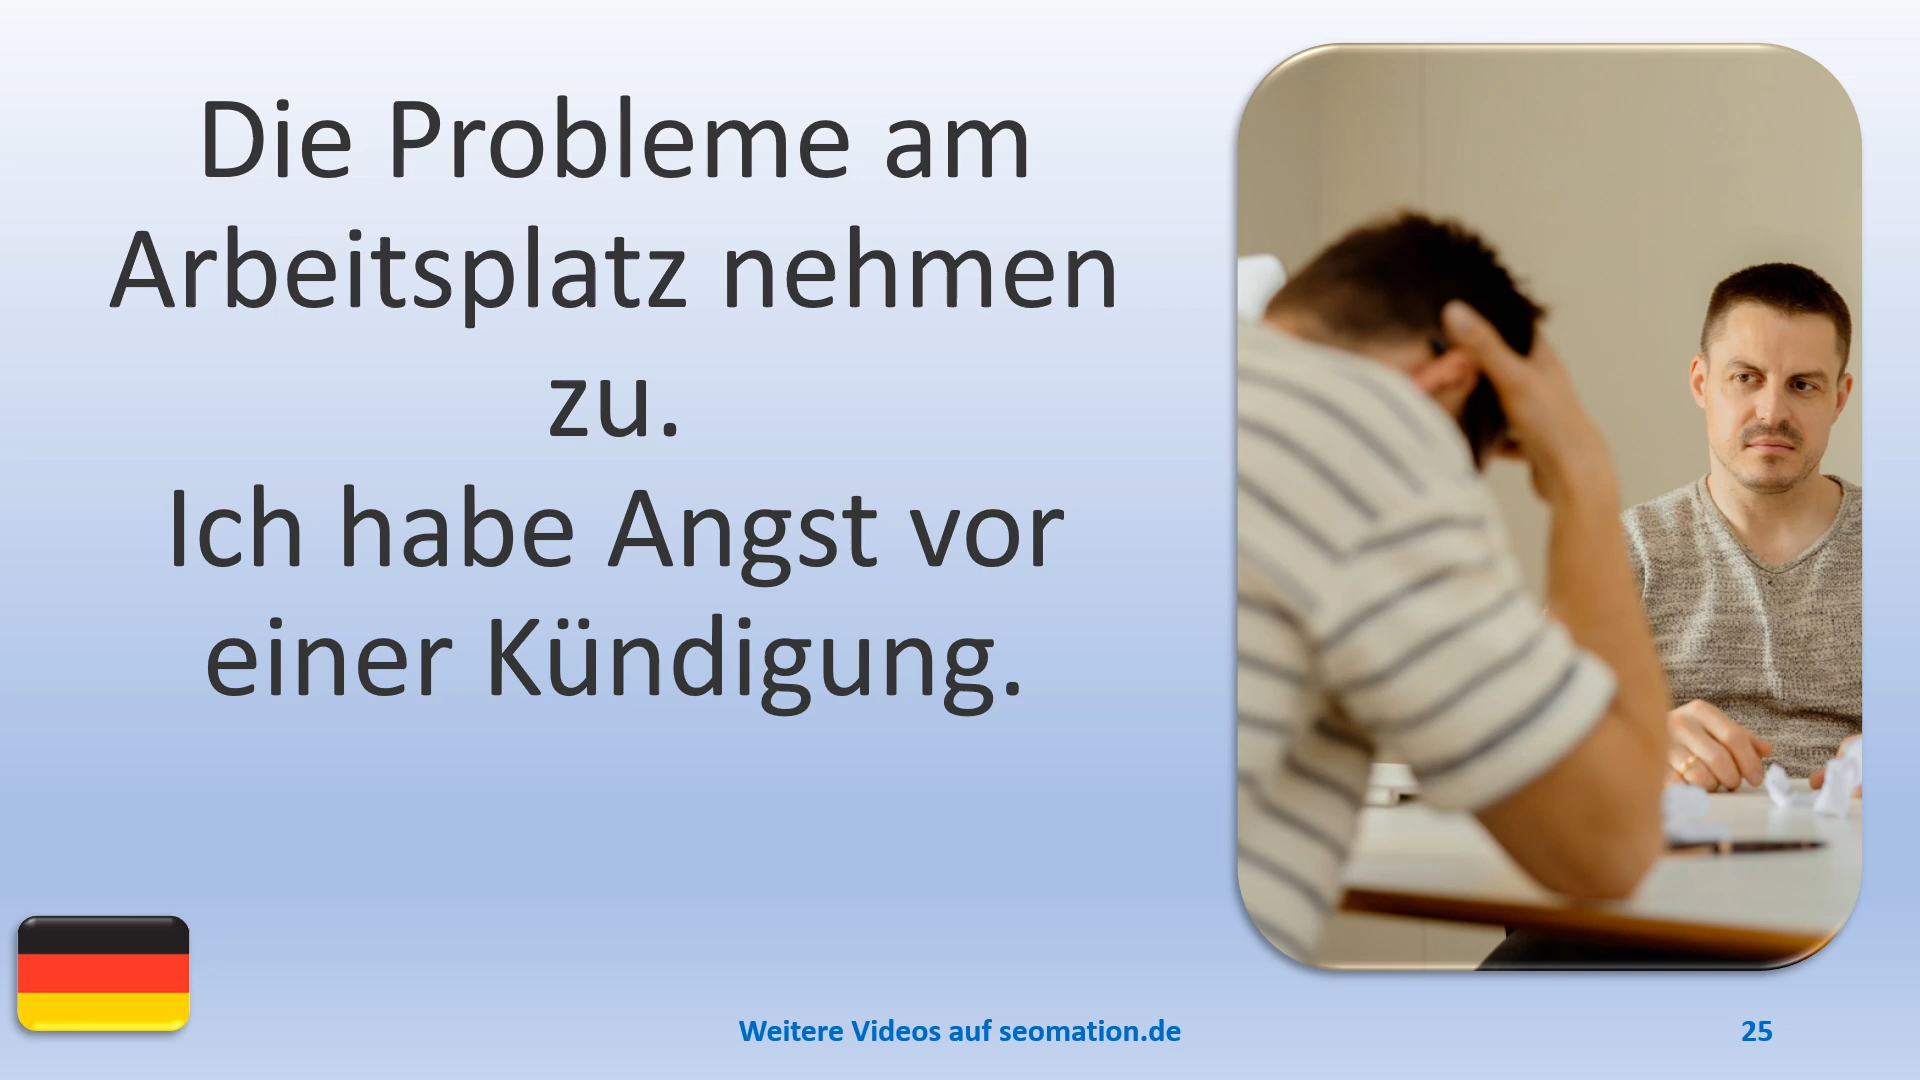 Die Probleme am
Arbeitsplatz nehmen
zu.
Ich habe Angst vor
einer Kündigung.
Weitere Videos auf seomation.de
25